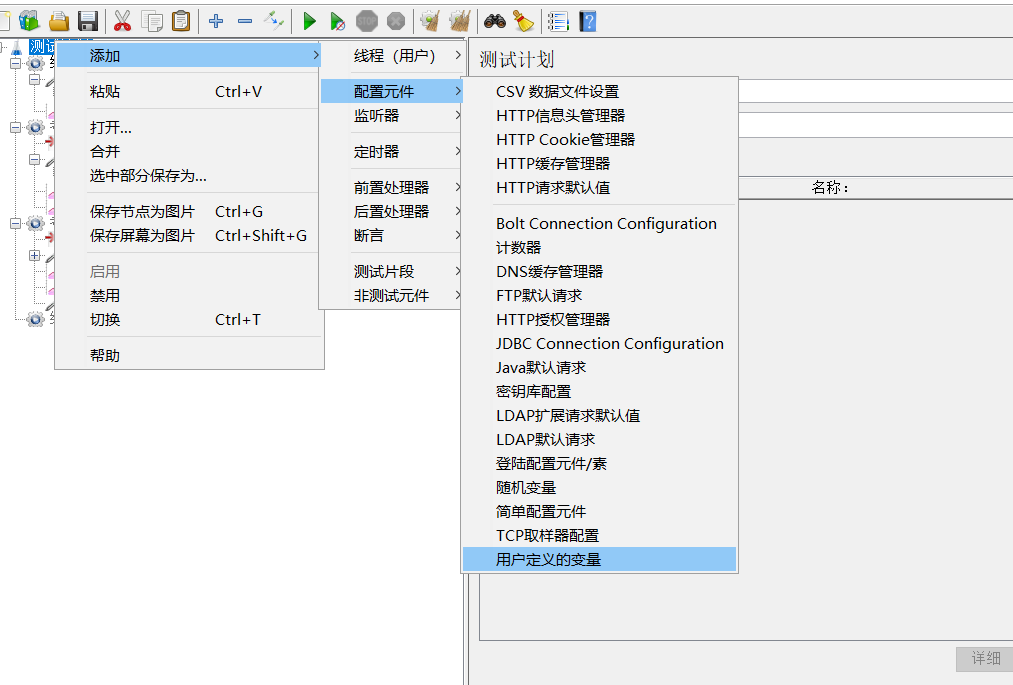 STOP
测试
添加
粘贴 Ctrl+V
打开...
合并
选中部分保存为...
保存节点为图片 Ctrl+G
保存屏幕为图片 Ctrl+Shift+G
启用
禁用
切换 Ctrl+T
帮助
线程（用户）
配置元件
监听器
定时器
前置处理器
后置处理器
断言
测试片段
非测试元件
CSV 数据文件设置
HTTP信息头管理器
HTTP Cookie管理器
HTTP缓存管理器
HTTP请求默认值
Bolt Connection Configuration
计数器
DNS缓存管理器
FTP默认请求
HTTP授权管理器
JDBC Connection Configuration
Java默认请求
密钥库配置
LDAP扩展请求默认值
LDAP默认请求
登陆配置元件/素
随机变量
简单配置元件
TCP取样器配置
用户定义的变量
测试计划
名称：
详细